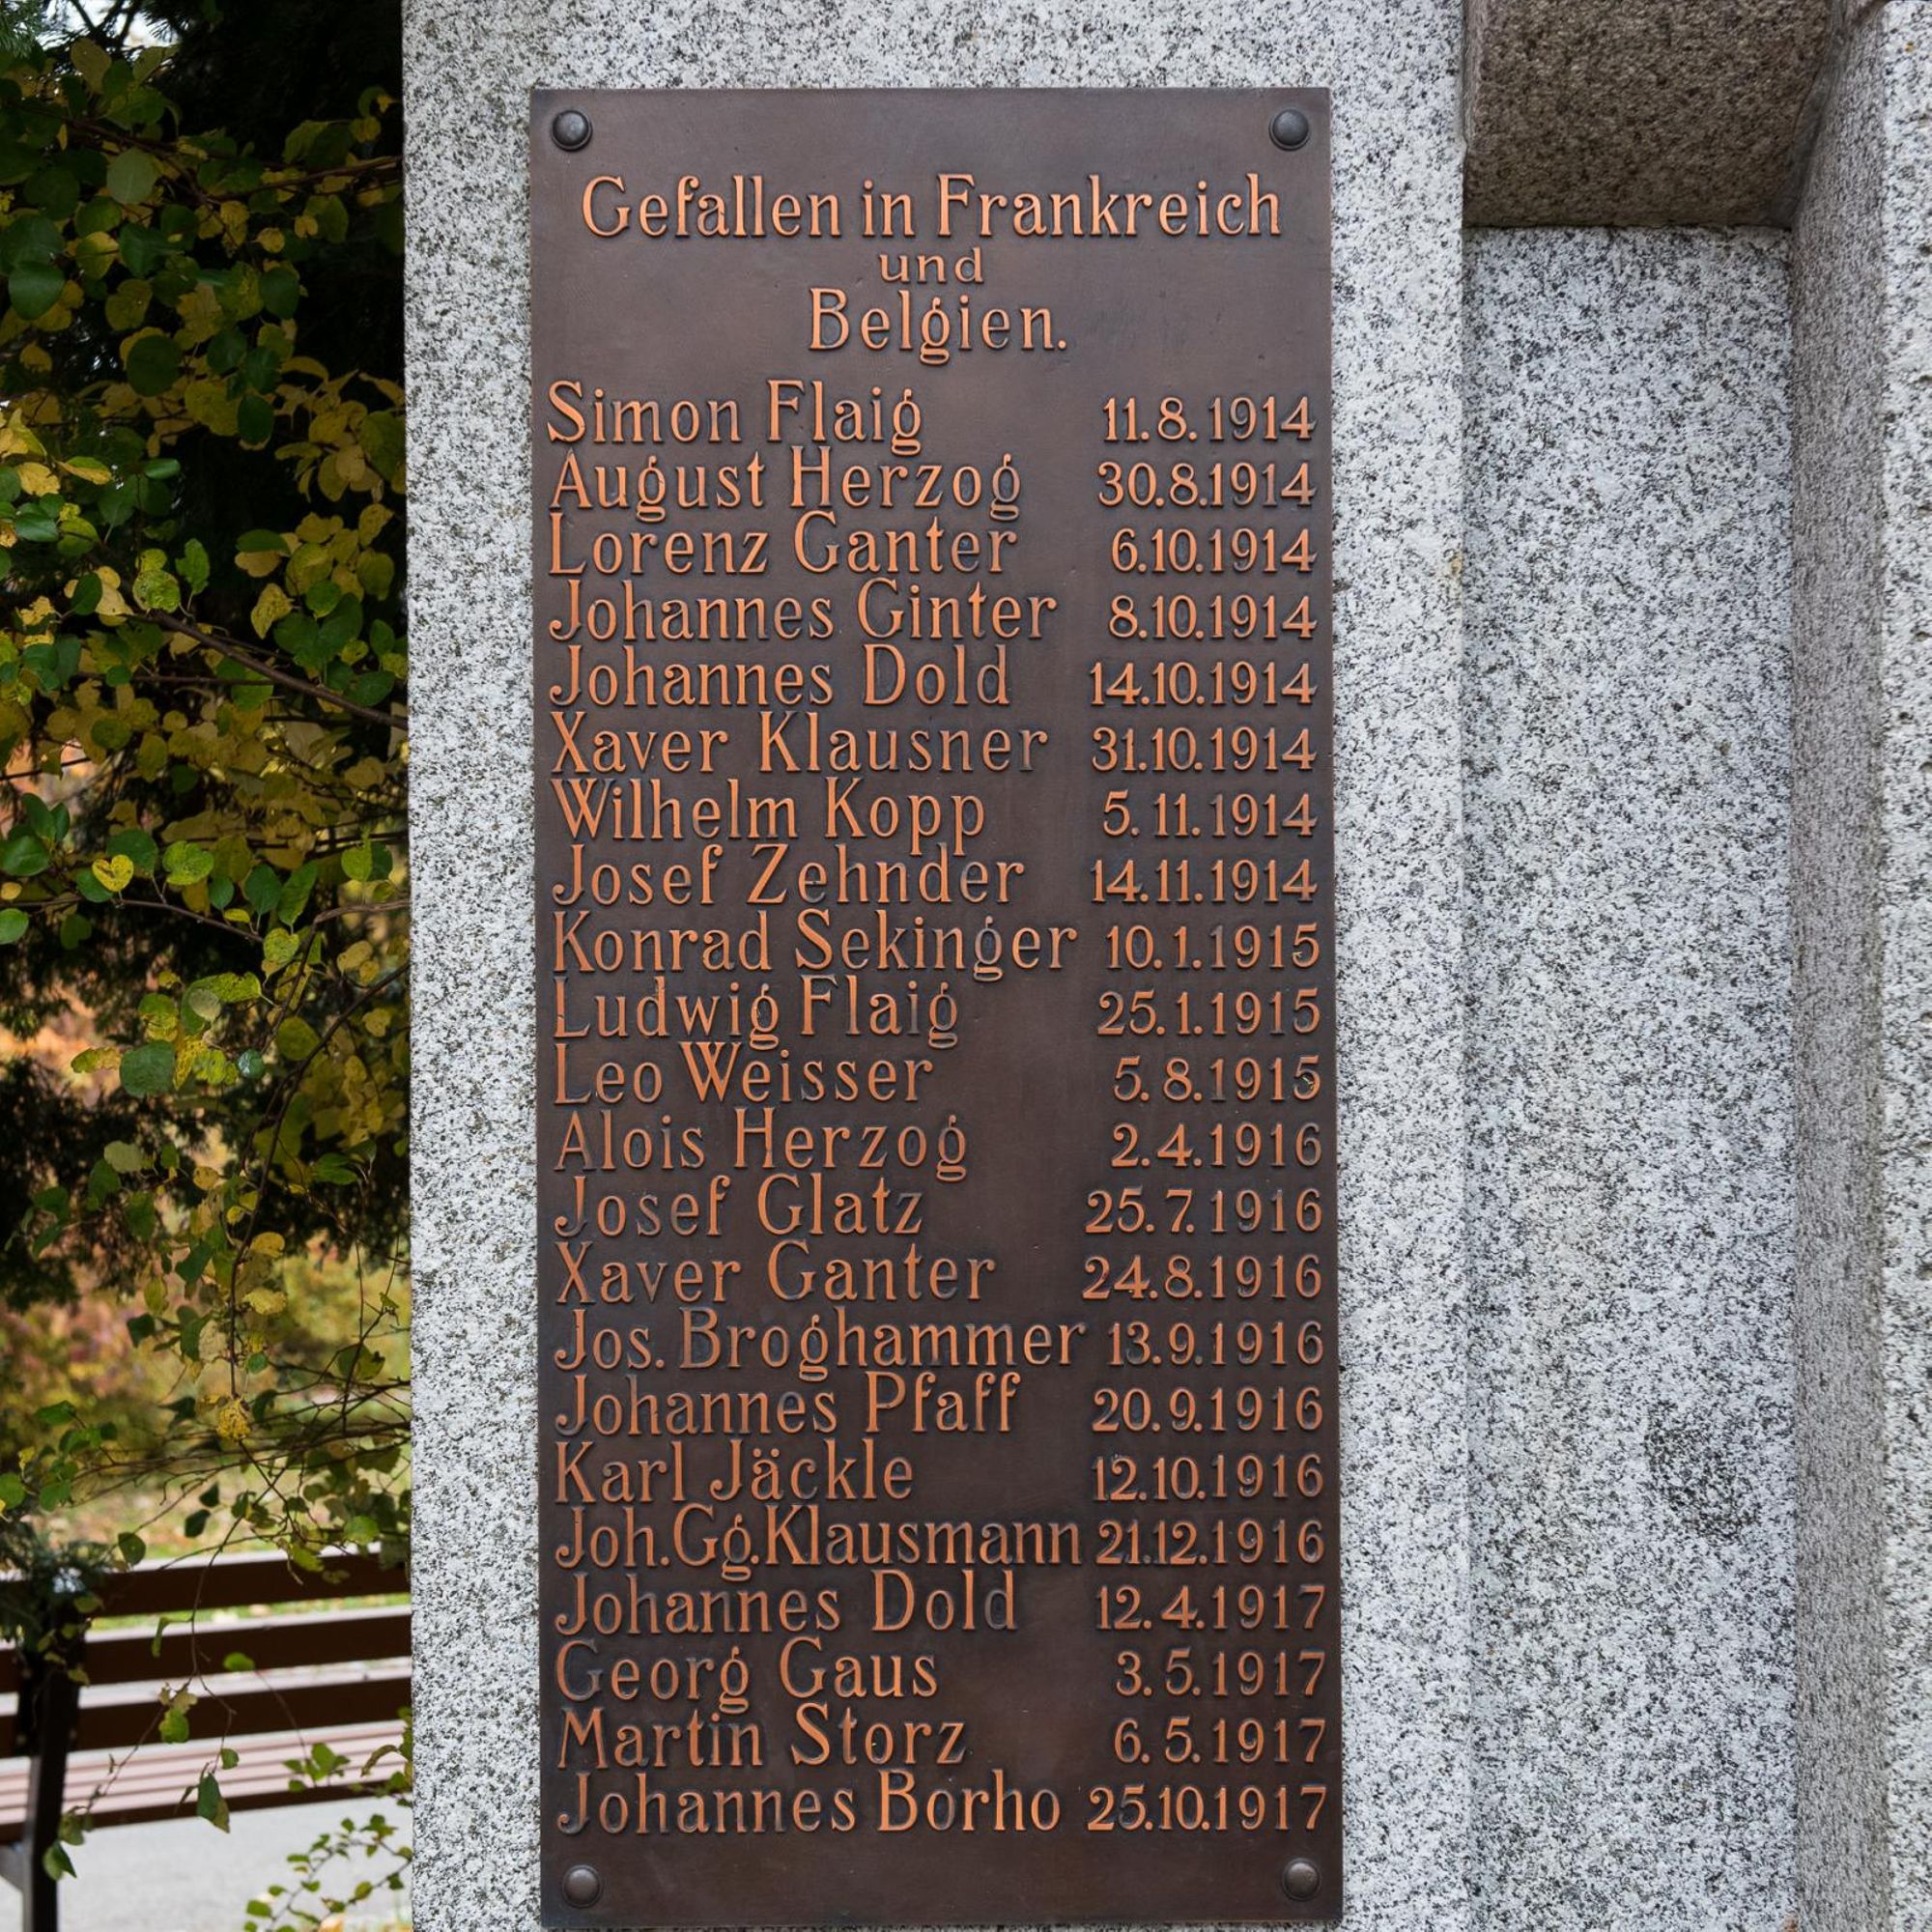 Gefallen in Frankreich
und
Belgien.
Simon Flaig 11.8.1914
August Herzog 30.8.1914
Lorenz Ganter 6.10.1914
Johannes Ginter 8.10.1914
Johannes Dold 14.10.1914
Xaver Klausner 31.10.1914
Wilhelm Kopp 5.11.1914
Josef Zehnder 14.11.1914
Konrad Sekinger 10.1.1915
Ludwig Flaig 25.1.1915
Leo Weisser 5.8.1915
Alois Herzog 2.4.1916
Josef Glatz 25.7.1916
Xaver Ganter 24.8.1916
Jos. Broghammer 13.9.1916
Johannes Pfaff 20.9.1916
Karl Jäckle 12.10.1916
Joh.Gg.Klausmann 21.12.1916
Johannes Dold 12.4.1917
Georg Gaus 3.5.1917
Martin Storz 6.5.1917
Johannes Borho 25.10.1917